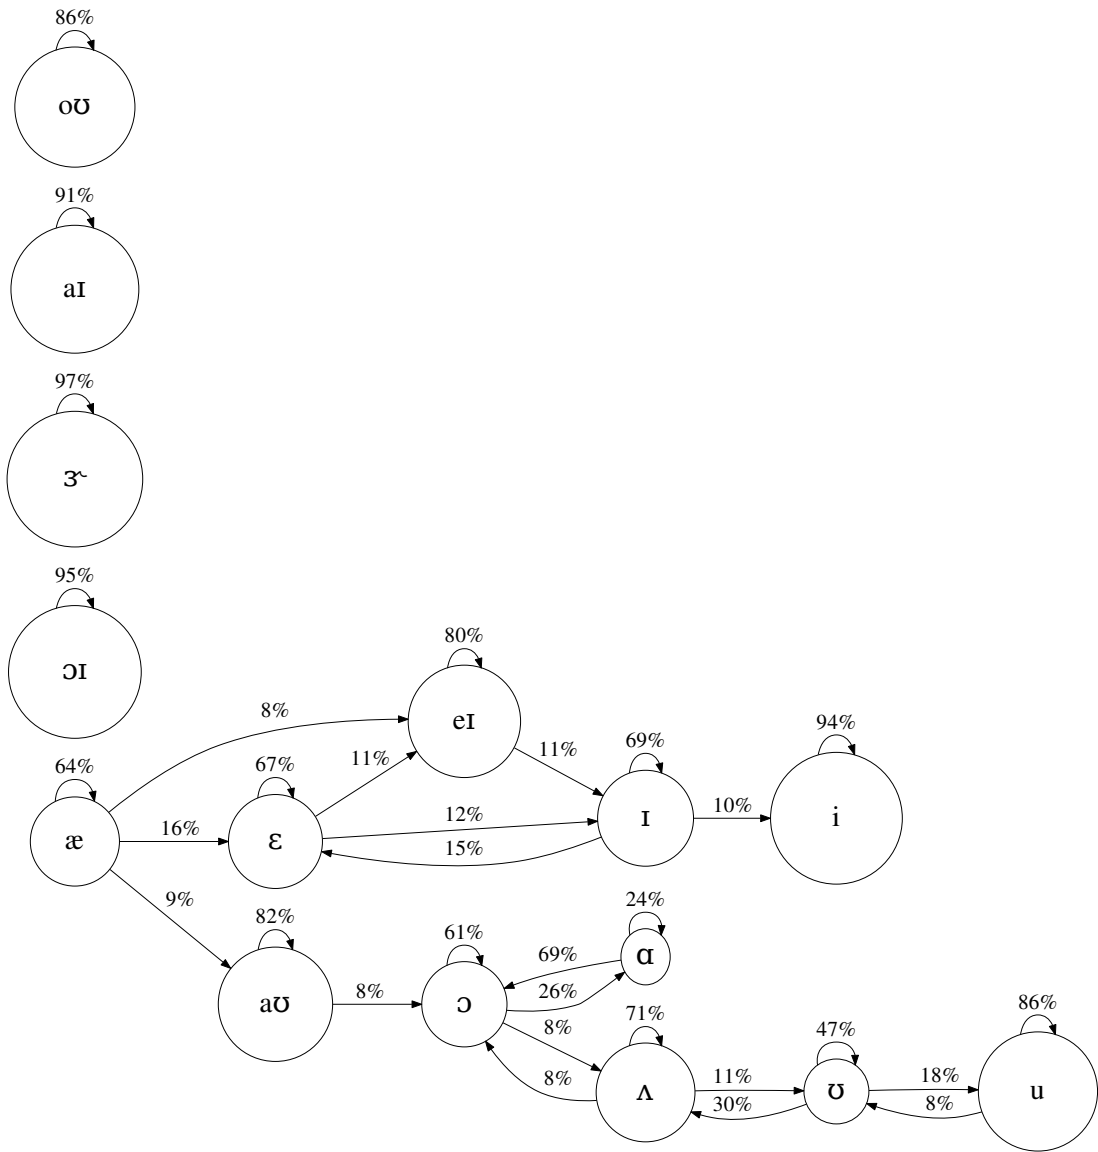 86%
oʊ
91%
aɪ
97%
ɝ
95%
ɔɪ
80%
eɪ
8%
94%
69%
11%
67%
11%
64%
10%
i
ɪ
12%
16%
æ
ɛ
15%
9%
24%
82%
61%
69%
ɑ
26%
8%
aʊ
ɔ
86%
71%
8%
47%
11%
18%
8%
ʌ
ʊ
u
30%
8%